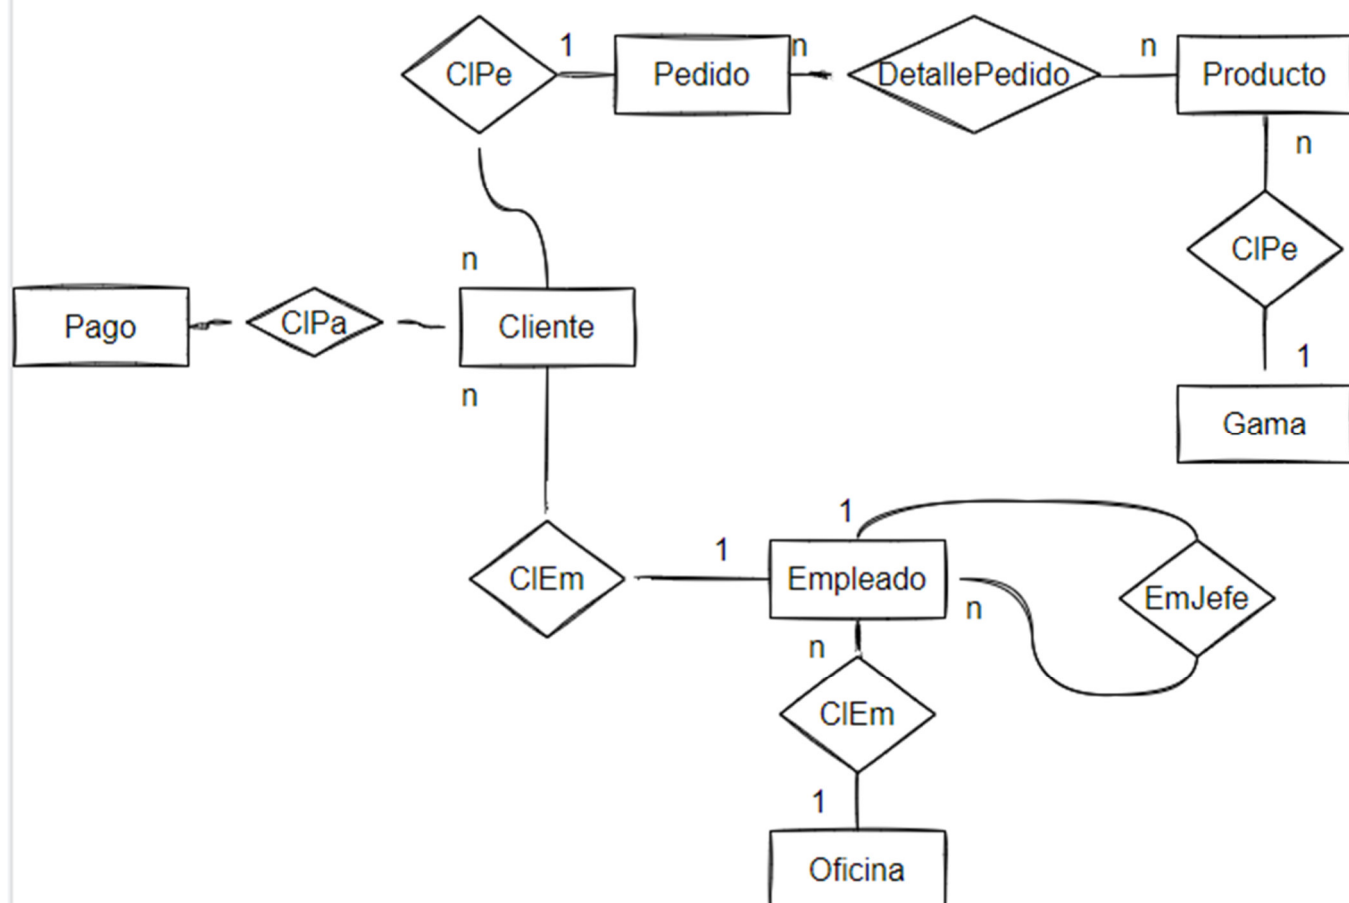 1
n
n
ClPe
Pedido
DetallePedido
Producto
n
ClPe
n
Pago
ClPa
Cliente
1
n
Gama
1
1
ClEm
Empleado
EmJefe
n
n
ClEm
1
Oficina